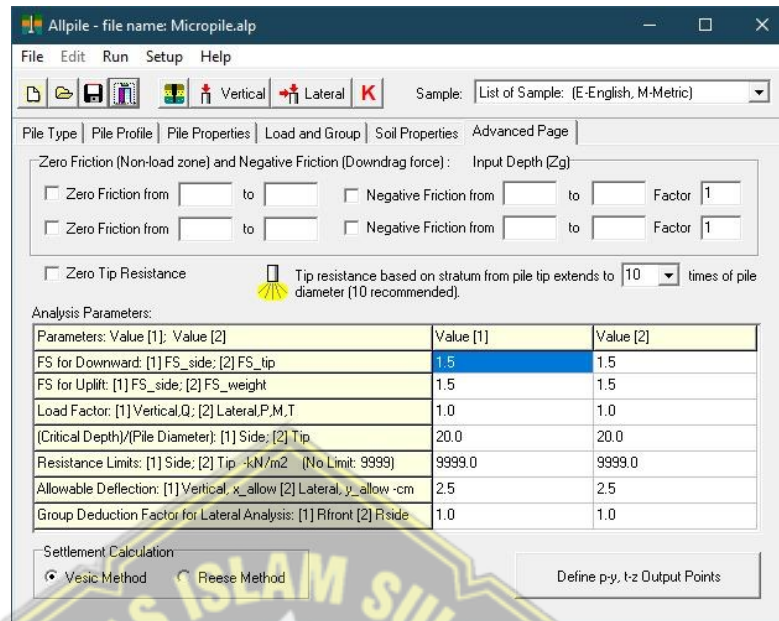 Allpile - file name: Micropile.alp
File Edit Run Setup Help
Vertical Lateral K Sample: List of Sample: (E-English, M-Metric)
Pile Type Pile Profile Pile Properties Load and Group Soil Properties Advanced Page
Zero Friction (Non-load zone) and Negative Friction (Downdrag force) : Input Depth (Zg)
Zero Friction from to Negative Friction from to Factor 1
Zero Friction from to Negative Friction from to Factor 1
Zero Tip Resistance Tip resistance based on stratum from pile tip extends to 10 times of pile
diameter (10 recommended).
Analysis Parameters:
Parameters: Value [1]; Value [2] Value [1] Value [2]
FS for Downward: [1] FS_side; [2] FS_tip 1.5 1.5
FS for Uplift: [1] FS_side; [2] FS_weight 1.5 1.5
Load Factor: [1] Vertical,Q; [2] Lateral,P,M,T 1.0 1.0
(Critical Depth)/(Pile Diameter): [1] Side; [2] Tip 20.0 20.0
Resistance Limits: [1] Side; [2] Tip -kN/m2 (No Limit: 9999) 9999.0 9999.0
Allowable Deflection: [1] Vertical, x_allow [2] Lateral, y_allow -cm 2.5 2.5
Group Deduction Factor for Lateral Analysis: [1] Rfront [2] Rside 1.0 1.0
Settlement Calculation
Vesic Method Reese Method Define p-y, t-z Output Points
ISLAM